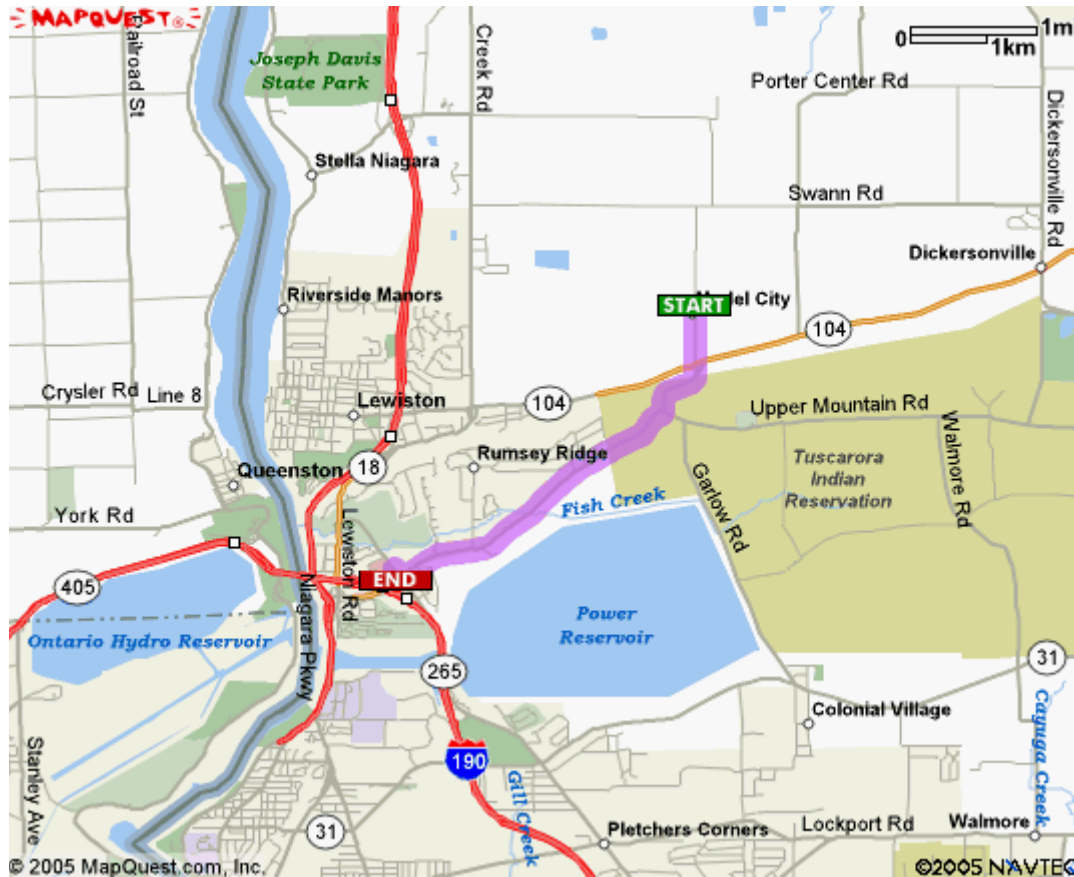 MAPQUEST®
Railroad St
Joseph Davis
State Park
Creek Rd
0
1m
1km
Porter Center Rd
Dickersonville Rd
Stella Niagara
Swann Rd
Dickersonville
Riverside Manors
START
Model City
104
Crysler Rd
Line 8
Lewiston
104
Upper Mountain Rd
Walmore Rd
18
Queenston
Rumsey Ridge
Tuscarora
Indian
Reservation
Garlow Rd
Fish Creek
York Rd
Lewiston Rd
END
405
Niagara Pkwy
Ontario Hydro Reservoir
Power
Reservoir
31
265
Colonial Village
Cayuga Creek
Stanley Ave
190
Gill Creek
31
Pletchers Corners
Lockport Rd
Walmore
© 2005 MapQuest.com, Inc.
©2005 NAVTEQ